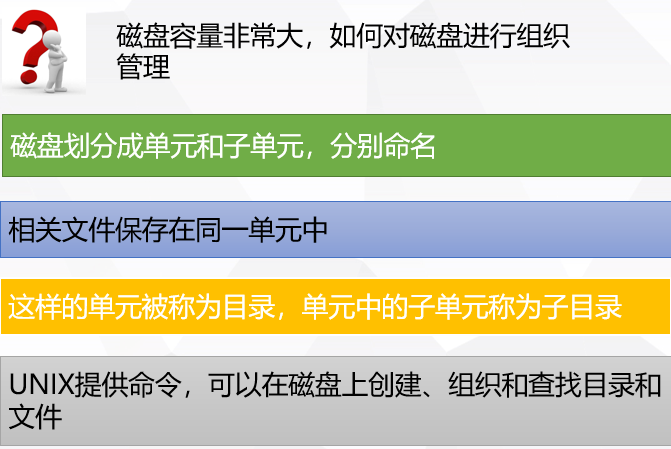 磁盘容量非常大，如何对磁盘进行组织
管理
磁盘划分成单元和子单元，分别命名
相关文件保存在同一单元中
这样的单元被称为目录，单元中的子单元称为子目录
UNIX提供命令，可以在磁盘上创建、组织和查找目录和
文件